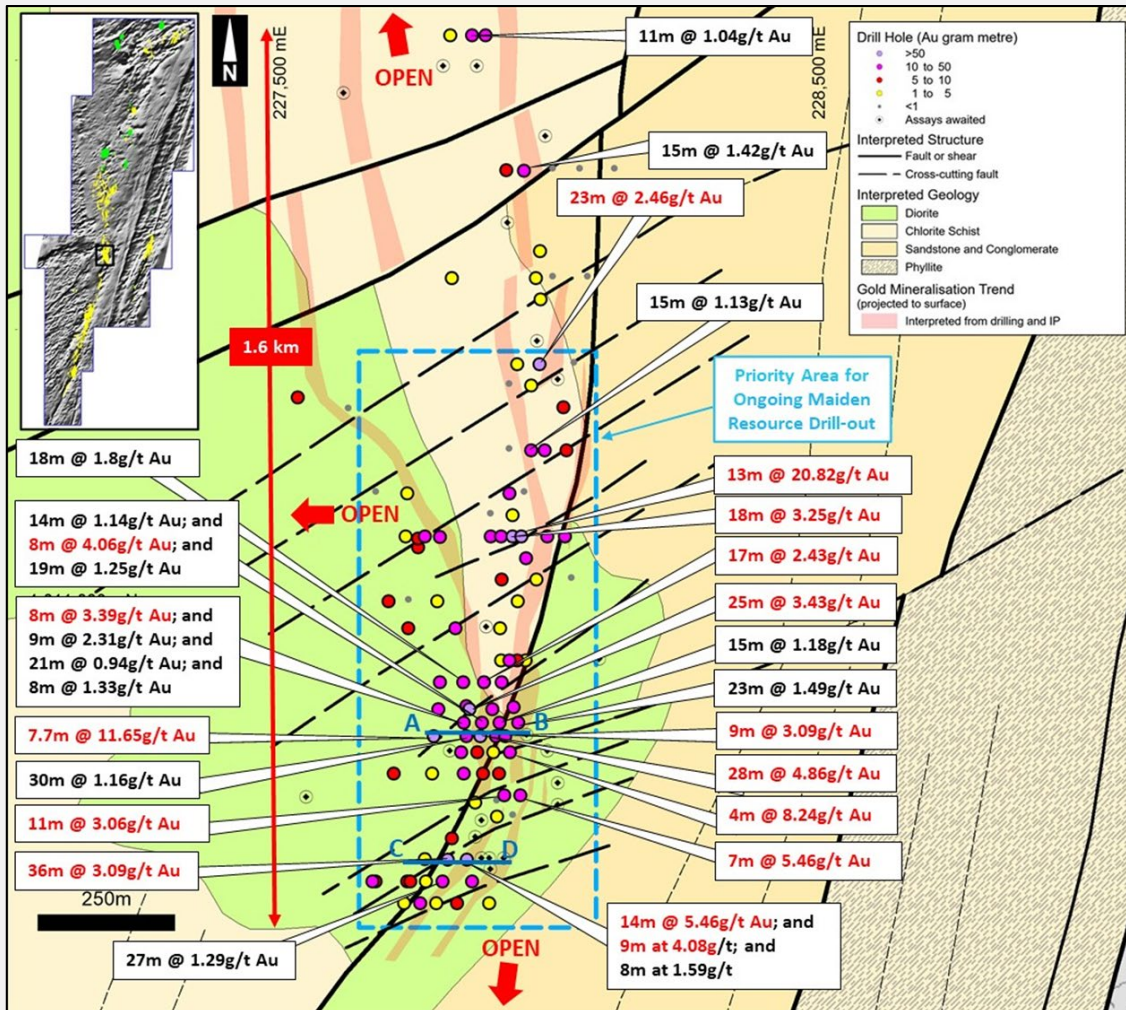 N
227,500 mE
228,500 mE
OPEN
11m @ 1.04g/t Au
15m @ 1.42g/t Au
23m @ 2.46g/t Au
15m @ 1.13g/t Au
Drill Hole (Au gram metre)
>50
10 to 50
5 to 10
1 to 5
<1
Assays awaited
Interpreted Structure
Fault or shear
Cross-cutting fault
Interpreted Geology
Diorite
Chlorite Schist
Sandstone and Conglomerate
Phyllite
Gold Mineralisation Trend
(projected to surface)
Interpreted from drilling and IP
1.6 km
Priority Area for
Ongoing Maiden
Resource Drill-out
OPEN
18m @ 1.8g/t Au
14m @ 1.14g/t Au; and
8m @ 4.06g/t Au; and
19m @ 1.25g/t Au
8m @ 3.39g/t Au; and
9m @ 2.31g/t Au; and
21m @ 0.94g/t Au; and
8m @ 1.33g/t Au
7.7m @ 11.65g/t Au
30m @ 1.16g/t Au
11m @ 3.06g/t Au
36m @ 3.09g/t Au
27m @ 1.29g/t Au
13m @ 20.82g/t Au
18m @ 3.25g/t Au
17m @ 2.43g/t Au
25m @ 3.43g/t Au
15m @ 1.18g/t Au
23m @ 1.49g/t Au
9m @ 3.09g/t Au
28m @ 4.86g/t Au
4m @ 8.24g/t Au
7m @ 5.46g/t Au
14m @ 5.46g/t Au; and
9m at 4.08g/t; and
8m at 1.59g/t
A
B
C
D
250m
OPEN